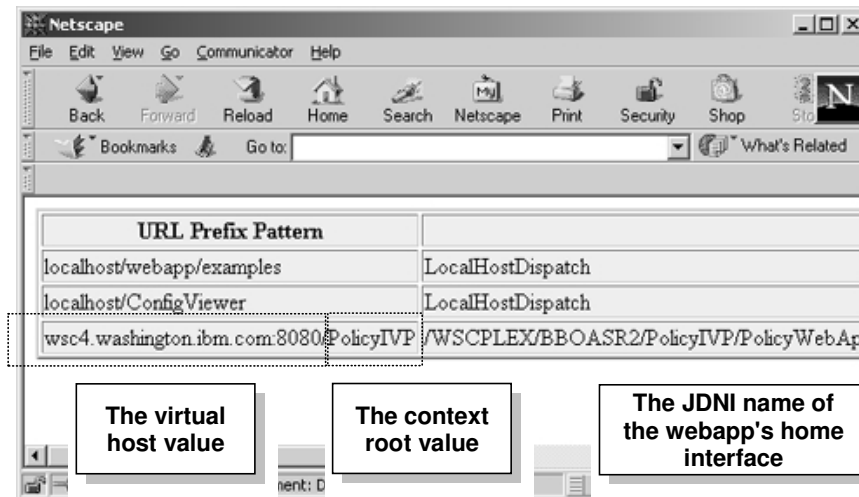 Netscape
File Edit View Go Communicator Help
Back Forward Reload Home Search Netscape Print Security Shop Sto
My
N
Bookmarks Go to: What's Related
URL Prefix Pattern
localhost/webapp/examples LocalHostDispatch
localhost/ConfigViewer LocalHostDispatch
wsc4.washington.ibm.com:8080/PolicyIVP /WSCPLEX/BBOASR2/PolicyIVP/PolicyWebAp
The virtual
host value
The context
root value
The JDNI name of
the webapp's home
interface
ment: D